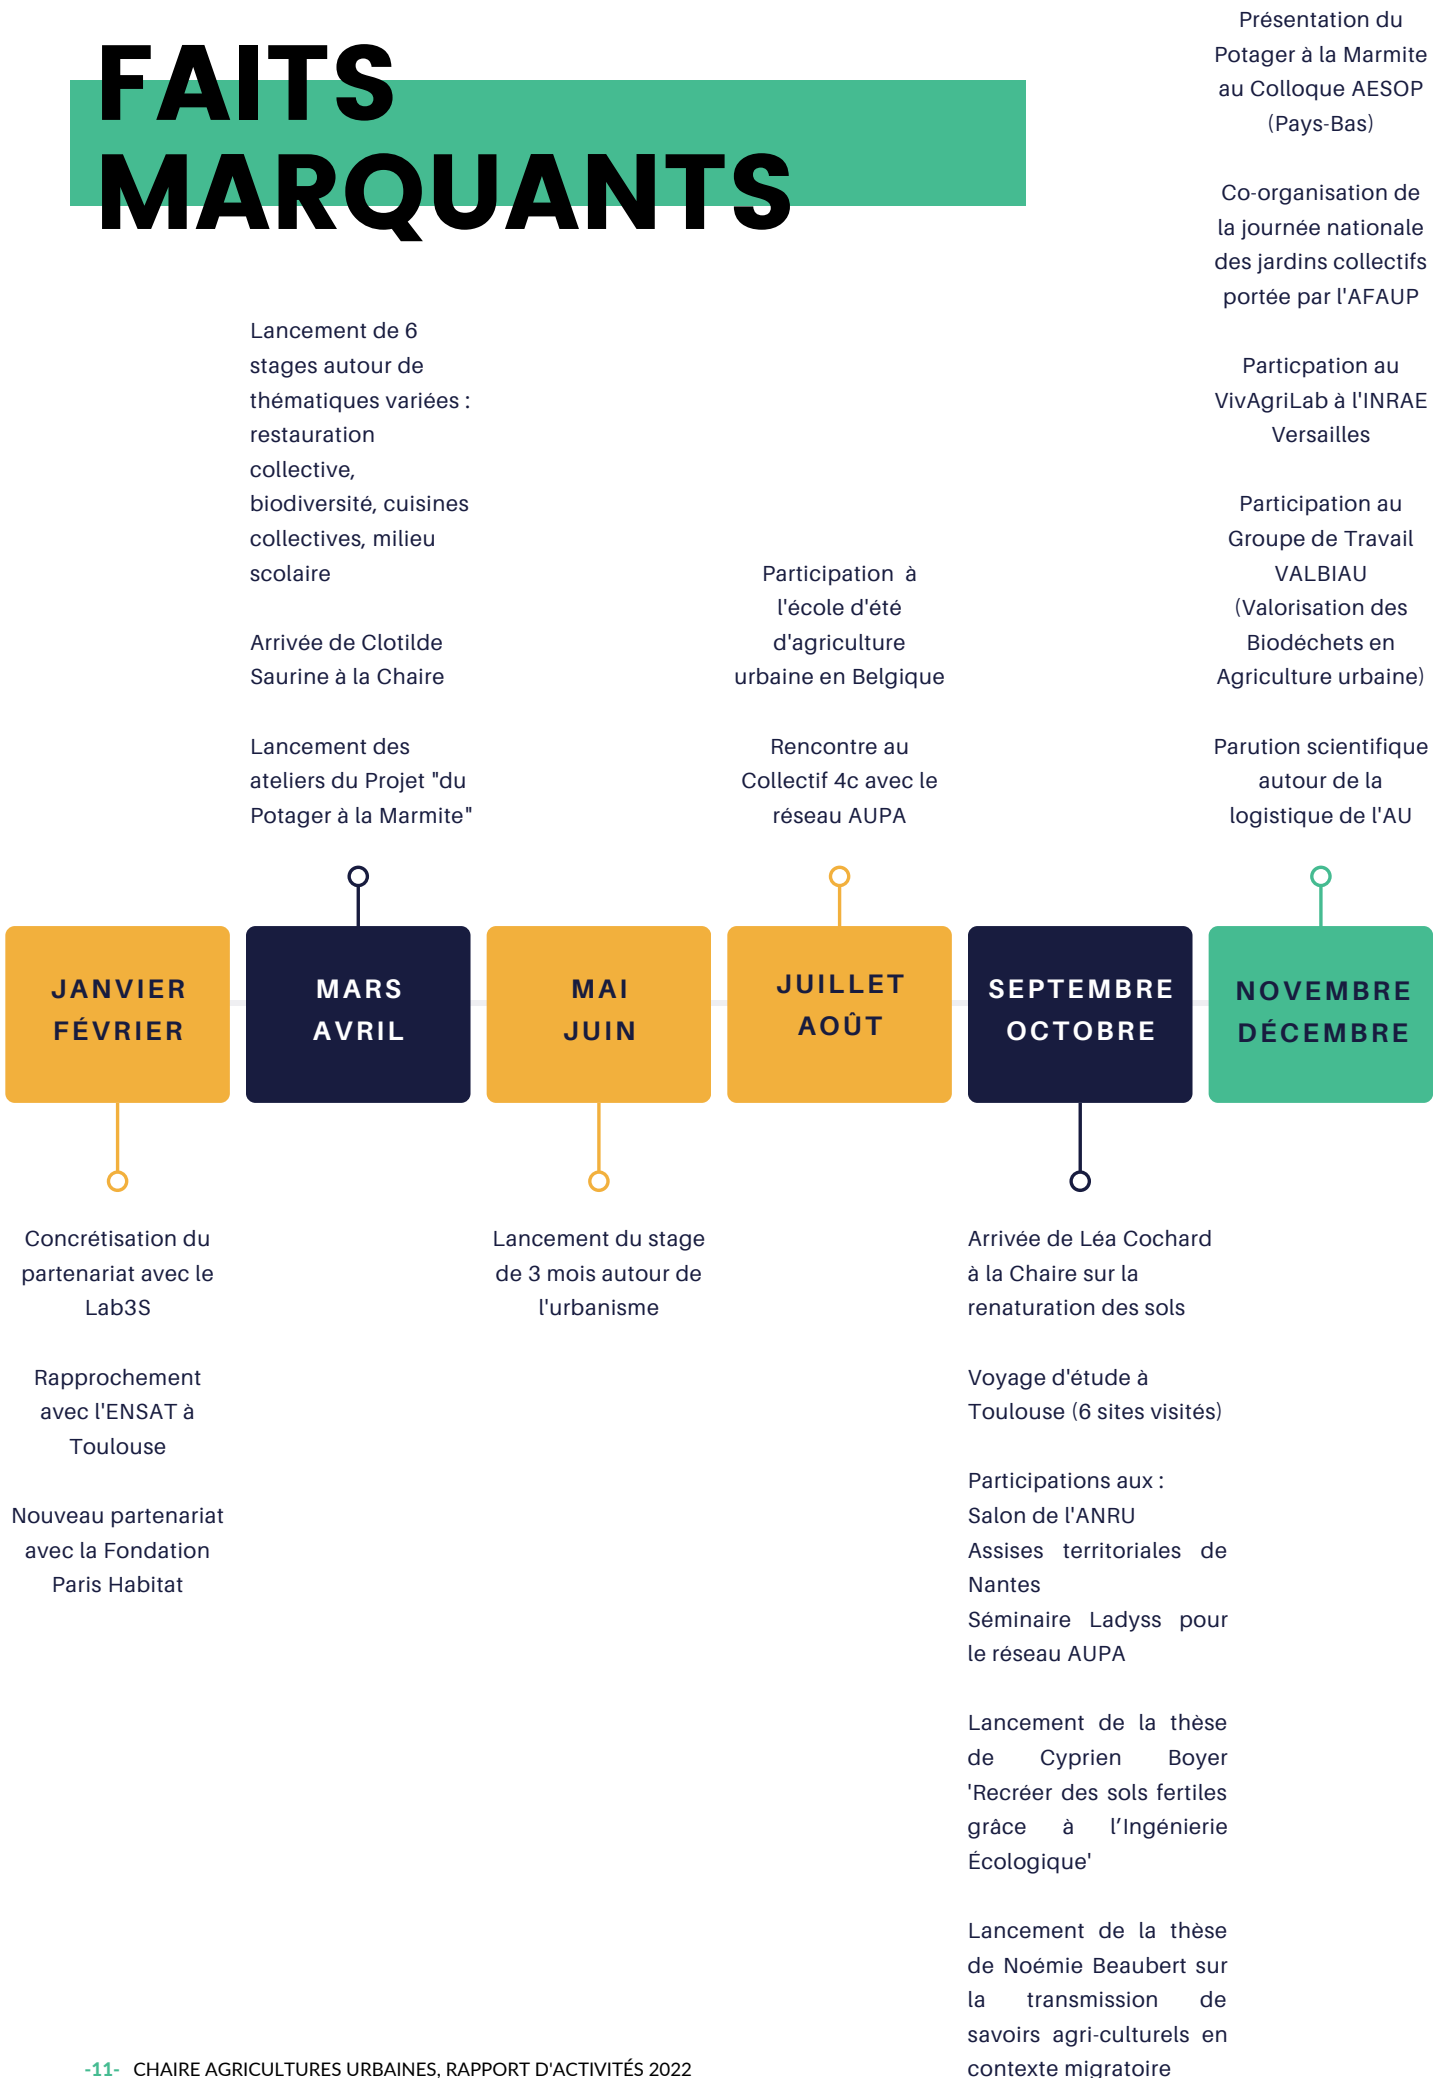 FAITS
MARQUANTS
Présentation du
Potager à la Marmite
au Colloque AESOP
(Pays-Bas)
Co-organisation de
la journée nationale
des jardins collectifs
portée par l'AFAUP
Particpation au
VivAgriLab à l'INRAE
Versailles
Participation au
Groupe de Travail
VALBIAU
(Valorisation des
Biodéchets en
Agriculture urbaine)
Parution scientifique
autour de la
logistique de l'AU
Lancement de 6
stages autour de
thématiques variées :
restauration
collective,
biodiversité, cuisines
collectives, milieu
scolaire
Arrivée de Clotilde
Saurine à la Chaire
Lancement des
ateliers du Projet "du
Potager à la Marmite"
Participation à
l'école d'été
d'agriculture
urbaine en Belgique
Rencontre au
Collectif 4c avec le
réseau AUPA
JANVIER
FÉVRIER
MARS
AVRIL
MAI
JUIN
JUILLET
AOÛT
SEPTEMBRE
OCTOBRE
NOVEMBRE
DÉCEMBRE
Concrétisation du
partenariat avec le
Lab3S
Rapprochement
avec l'ENSAT à
Toulouse
Nouveau partenariat
avec la Fondation
Paris Habitat
Lancement du stage
de 3 mois autour de
l'urbanisme
Arrivée de Léa Cochard
à la Chaire sur la
renaturation des sols
Voyage d'étude à
Toulouse (6 sites visités)
Participations aux :
Salon de l'ANRU
Assises territoriales de
Nantes
Séminaire Ladyss pour
le réseau AUPA
Lancement de la thèse
de Cyprien Boyer
'Recréer des sols fertiles
grâce à l’Ingénierie
Écologique'
Lancement de la thèse
de Noémie Beaubert sur
la transmission de
savoirs agri-culturels en
contexte migratoire
-11- CHAIRE AGRICULTURES URBAINES, RAPPORT D'ACTIVITÉS 2022